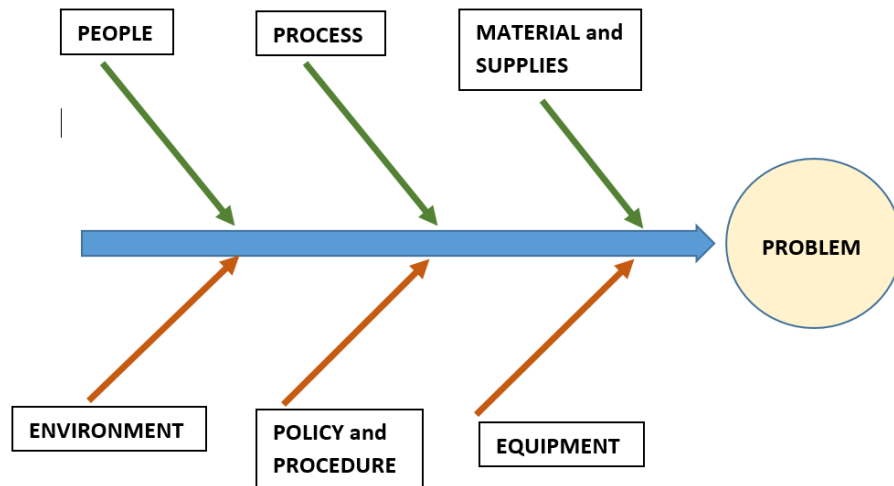 PEOPLE
PROCESS
MATERIAL and
SUPPLIES
PROBLEM
ENVIRONMENT
POLICY and
PROCEDURE
EQUIPMENT